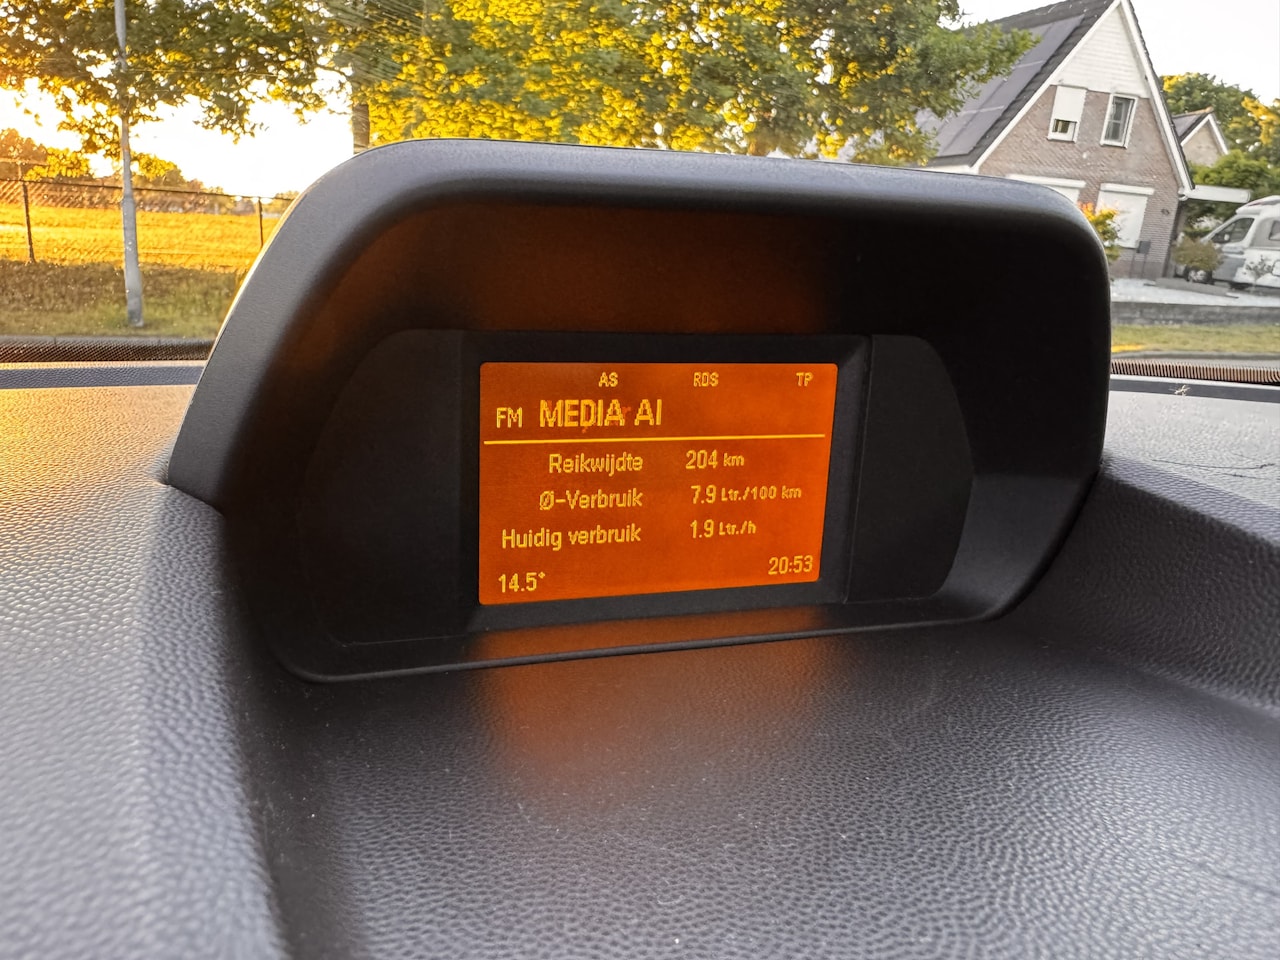 AS RDS TP
FM MEDIA AI
Reikwijdte 204 km
Ø-Verbruik 7.9 Ltr./100 km
Huidig verbruik 1.9 Ltr./h
14.5° 20:53